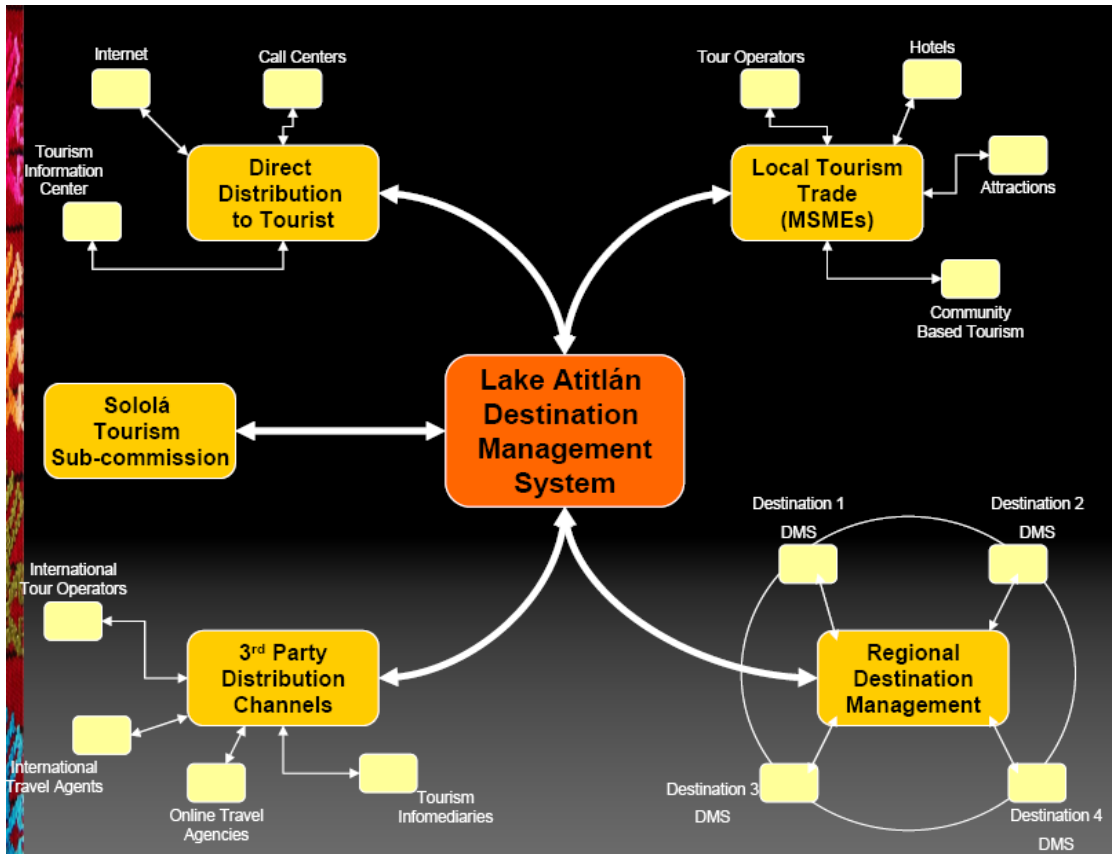 Internet
Call Centers
Tourism
Information
Center
Direct
Distribution
to Tourist
Tour Operators
Hotels
Local Tourism
Trade
(MSMEs)
Attractions
Community
Based Tourism
Sololá
Tourism
Sub-commission
Lake Atitlán
Destination
Management
System
International
Tour Operators
3rd Party
Distribution
Channels
International
Travel Agents
Online Travel
Agencies
Tourism
Infomediaries
Destination 1
DMS
Destination 2
DMS
Regional
Destination
Management
Destination 3
DMS
Destination 4
DMS